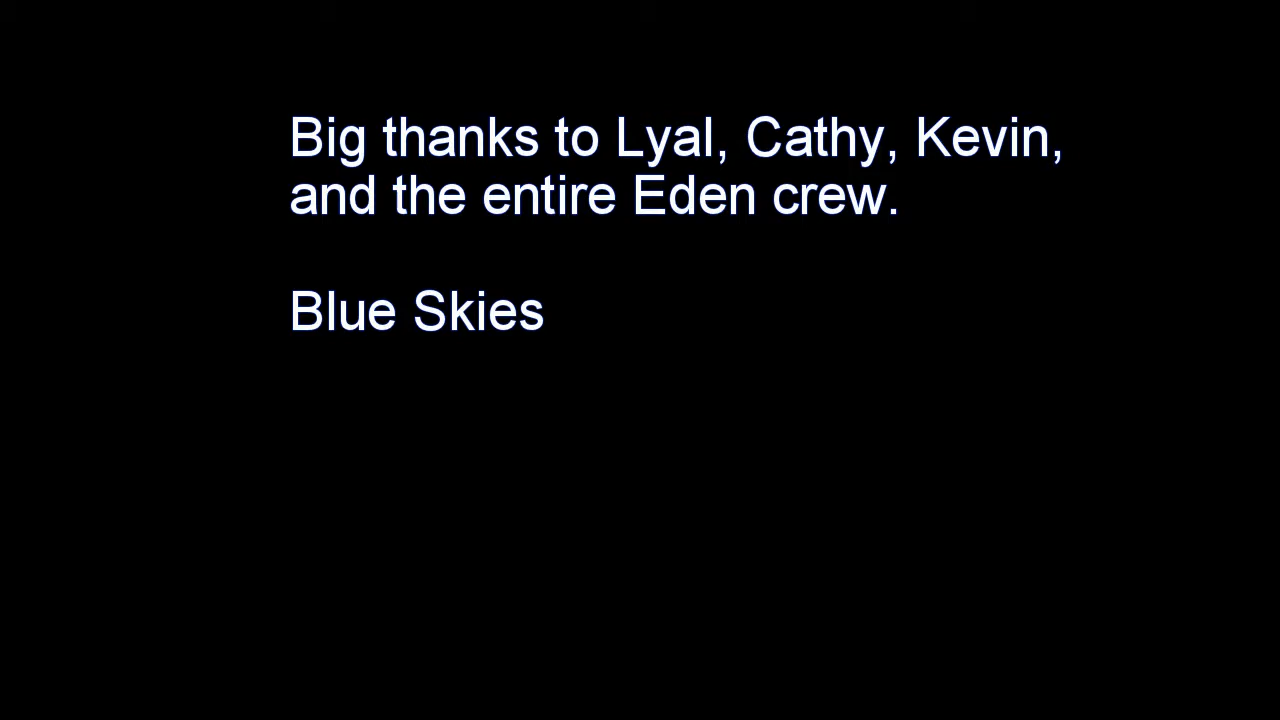 Big thanks to Lyal, Cathy, Kevin,
and the entire Eden crew.
Blue Skies